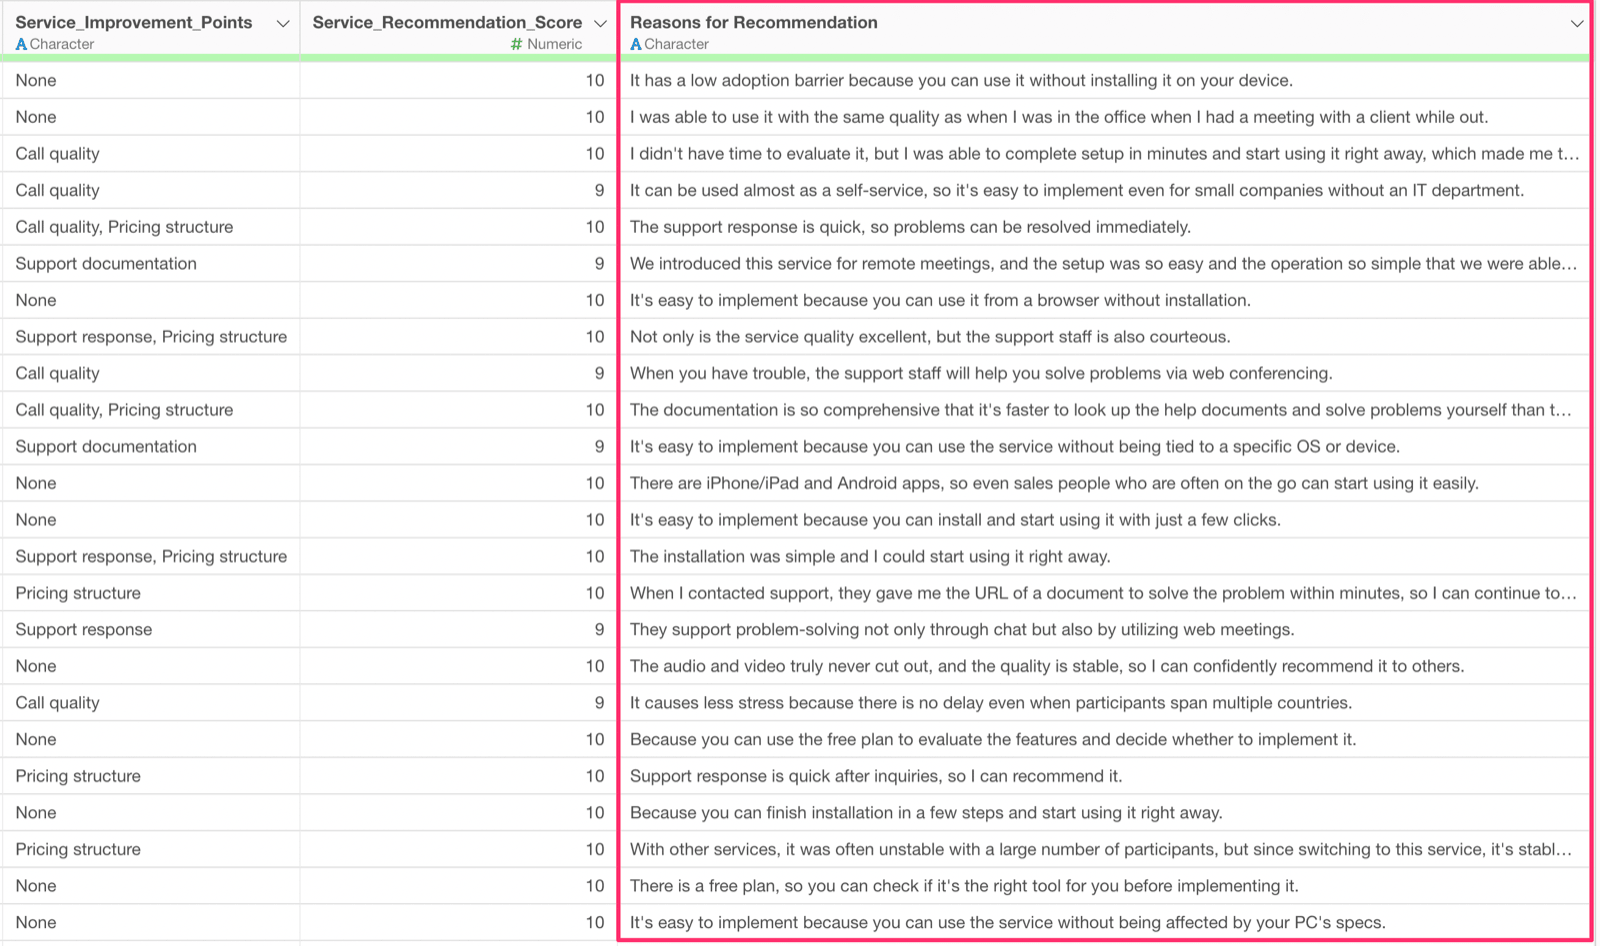 Service_Improvement_Points Service_Recommendation_Score Reasons for Recommendation
A Character # Numeric A Character
None 10 It has a low adoption barrier because you can use it without installing it on your device.
None 10 I was able to use it with the same quality as when I was in the office when I had a meeting with a client while out.
Call quality 10 I didn't have time to evaluate it, but I was able to complete setup in minutes and start using it right away, which made me t...
Call quality 9 It can be used almost as a self-service, so it's easy to implement even for small companies without an IT department.
Call quality, Pricing structure 10 The support response is quick, so problems can be resolved immediately.
Support documentation 9 We introduced this service for remote meetings, and the setup was so easy and the operation so simple that we were able...
None 10 It's easy to implement because you can use it from a browser without installation.
Support response, Pricing structure 10 Not only is the service quality excellent, but the support staff is also courteous.
Call quality 9 When you have trouble, the support staff will help you solve problems via web conferencing.
Call quality, Pricing structure 10 The documentation is so comprehensive that it's faster to look up the help documents and solve problems yourself than t...
Support documentation 9 It's easy to implement because you can use the service without being tied to a specific OS or device.
None 10 There are iPhone/iPad and Android apps, so even sales people who are often on the go can start using it easily.
None 10 It's easy to implement because you can install and start using it with just a few clicks.
Support response, Pricing structure 10 The installation was simple and I could start using it right away.
Pricing structure 10 When I contacted support, they gave me the URL of a document to solve the problem within minutes, so I can continue to...
Support response 9 They support problem-solving not only through chat but also by utilizing web meetings.
None 10 The audio and video truly never cut out, and the quality is stable, so I can confidently recommend it to others.
Call quality 9 It causes less stress because there is no delay even when participants span multiple countries.
None 10 Because you can use the free plan to evaluate the features and decide whether to implement it.
Pricing structure 10 Support response is quick after inquiries, so I can recommend it.
None 10 Because you can finish installation in a few steps and start using it right away.
Pricing structure 10 With other services, it was often unstable with a large number of participants, but since switching to this service, it's stabl...
None 10 There is a free plan, so you can check if it's the right tool for you before implementing it.
None 10 It's easy to implement because you can use the service without being affected by your PC's specs.